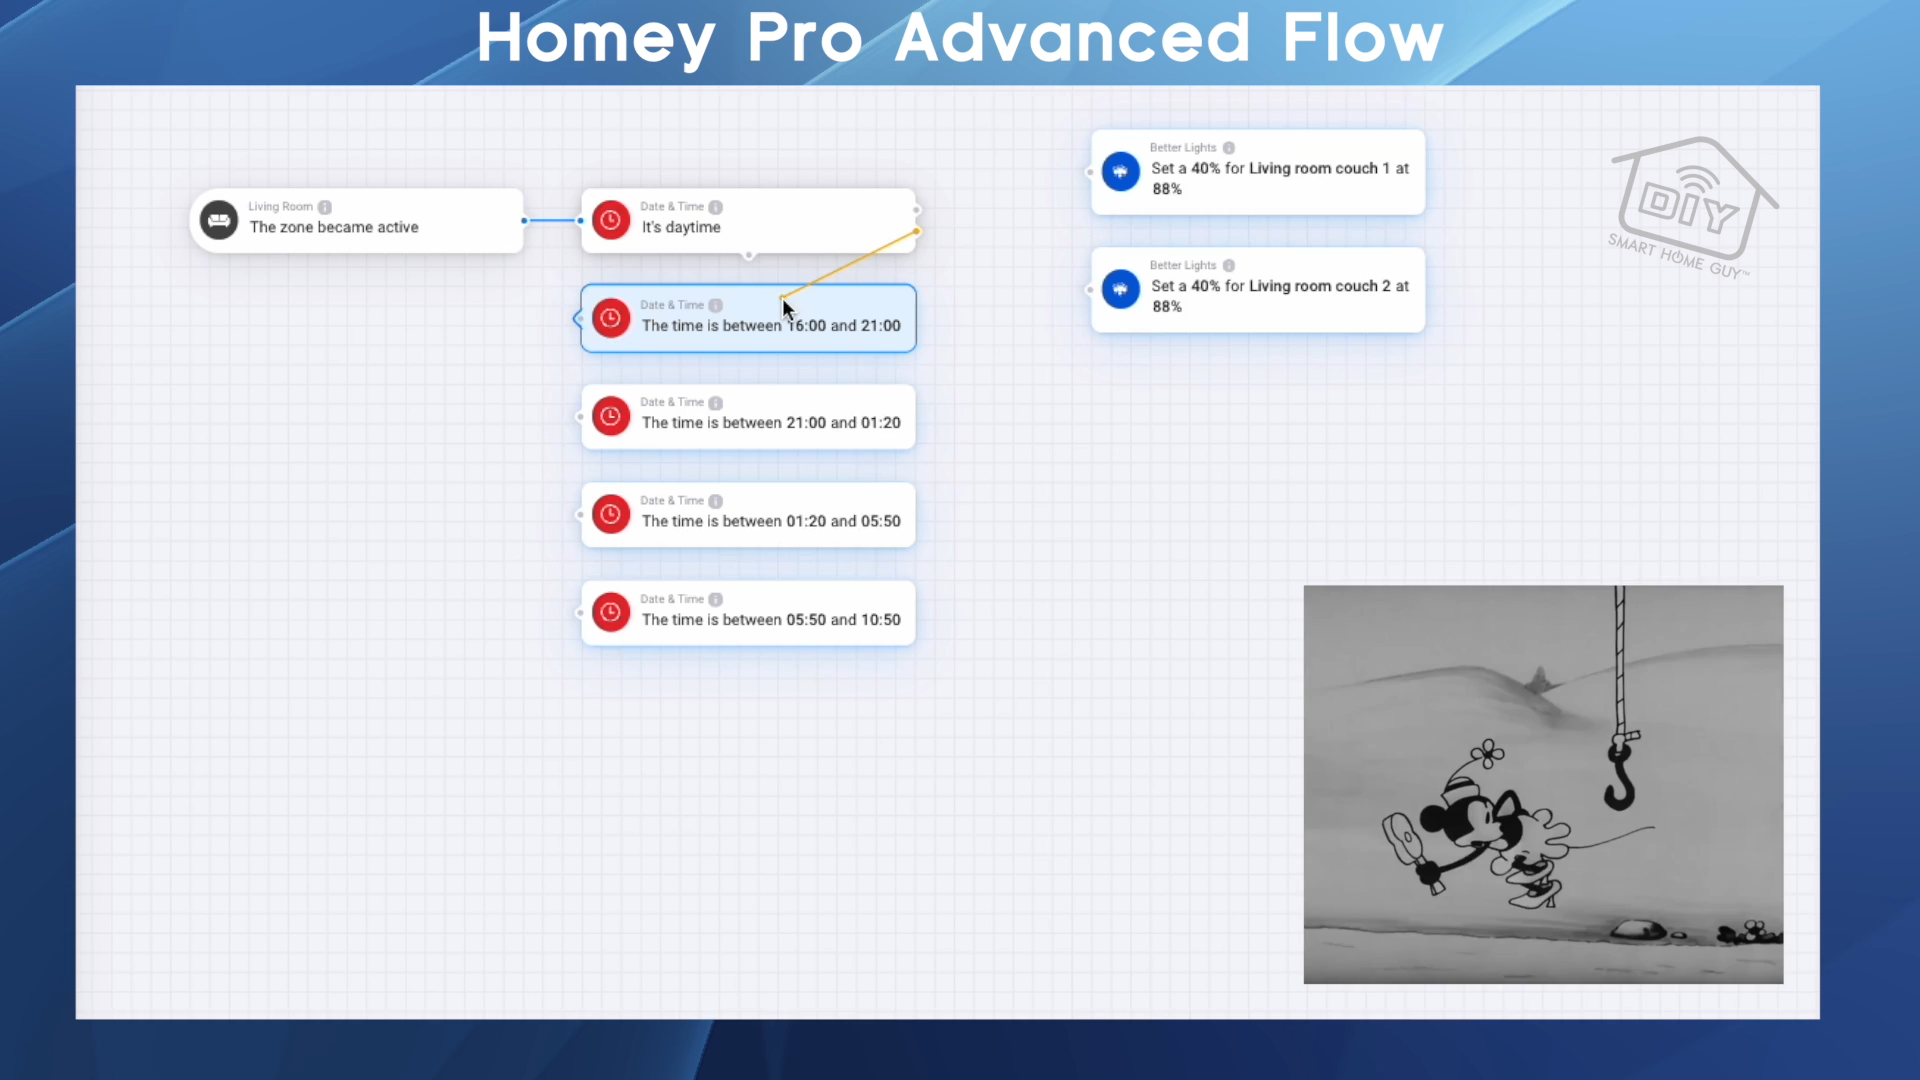 Homey Pro Advanced Flow
Living Room
The zone became active
Date & Time
It's daytime
Date & Time
The time is between 16:00 and 21:00
Date & Time
The time is between 21:00 and 01:20
Date & Time
The time is between 01:20 and 05:50
Date & Time
The time is between 05:50 and 10:50
Better Lights
Set a 40% for Living room couch 1 at
88%
Better Lights
Set a 40% for Living room couch 2 at
88%
DIY
SMART HOME GUY™